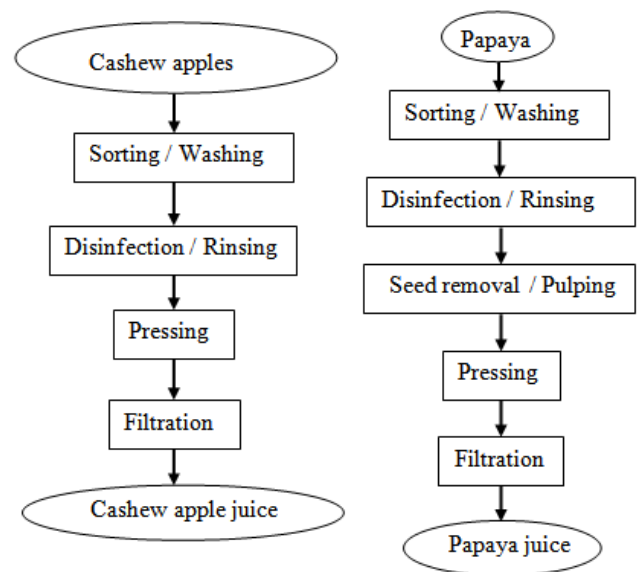 Cashew apples
Sorting / Washing
Disinfection / Rinsing
Pressing
Filtration
Cashew apple juice
Papaya
Sorting / Washing
Disinfection / Rinsing
Seed removal / Pulping
Pressing
Filtration
Papaya juice